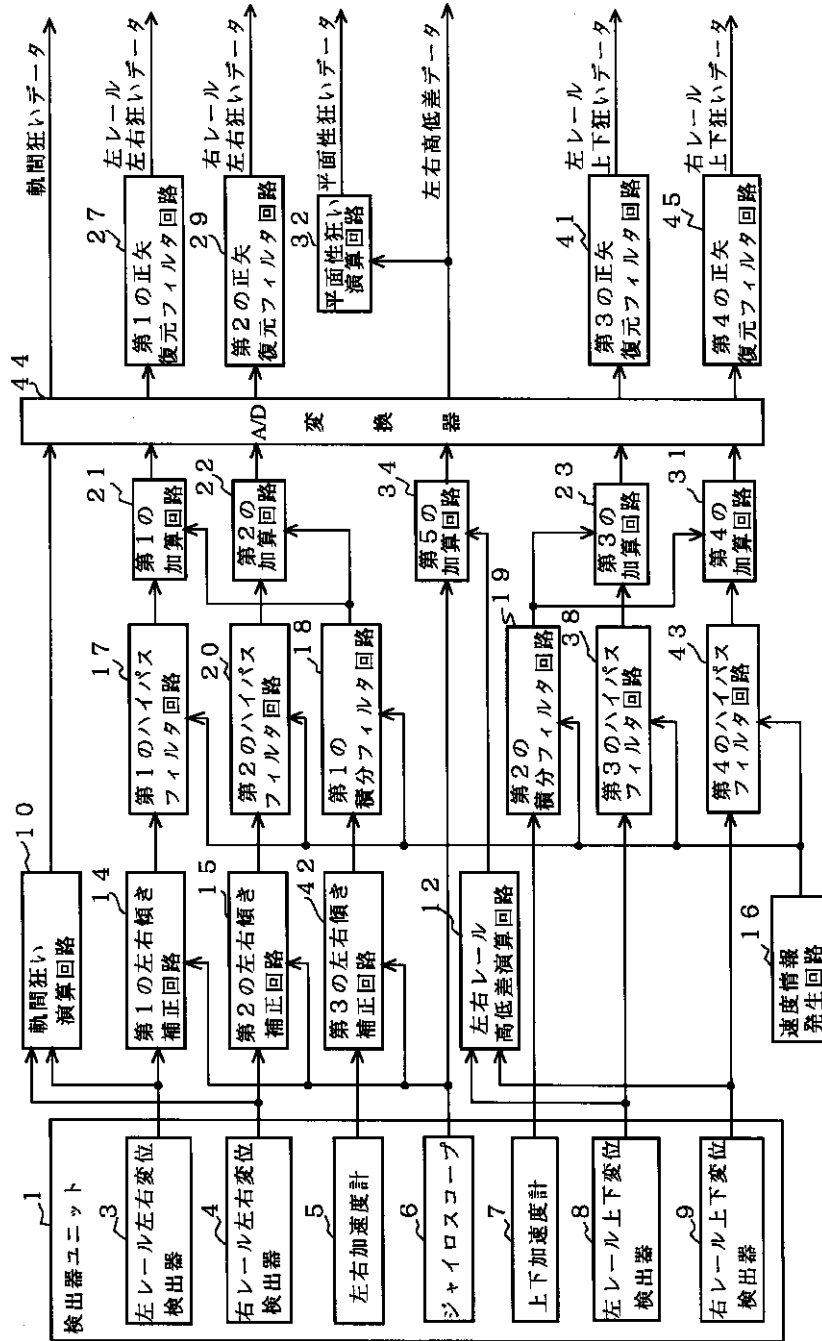 1
検出器ユニット
3
左レール左右変位
検出器
4
右レール左右変位
検出器
5
左右加速度計
6
ジャイロスコープ
7
上下加速度計
8
左レール上下変位
検出器
9
右レール上下変位
検出器
10
軌間狂い
演算回路
14
第1の左右傾き
補正回路
15
第2の左右傾き
補正回路
42
第3の左右傾き
補正回路
12
左右レール
高低差演算回路
16
速度情報
発生回路
17
第1のハイパス
フィルタ回路
20
第2のハイパス
フィルタ回路
18
第1の
積分フィルタ回路
19
第2の
積分フィルタ回路
38
第3のハイパス
フィルタ回路
43
第4のハイパス
フィルタ回路
21
第1の
加算回路
22
第2の
加算回路
34
第5の
加算回路
23
第3の
加算回路
31
第4の
加算回路
44
A/D変換器
27
第1の正矢
復元フィルタ回路
29
第2の正矢
復元フィルタ回路
32
平面性狂い
演算回路
41
第3の正矢
復元フィルタ回路
45
第4の正矢
復元フィルタ回路
軌間狂いデータ
左レール
左右狂いデータ
右レール
左右狂いデータ
平面性狂いデータ
左右高低差データ
左レール
上下狂いデータ
右レール
上下狂いデータ